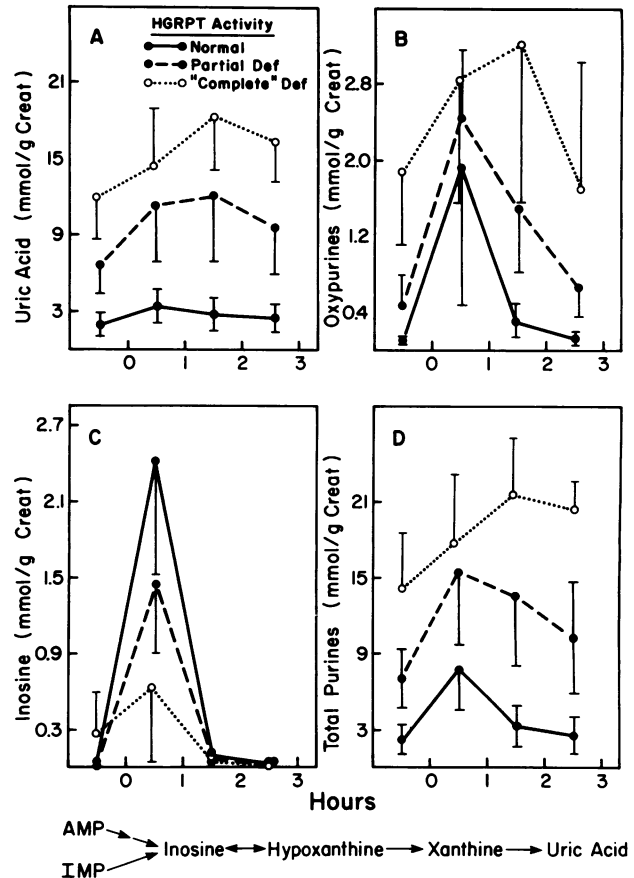 A
HGRPT Activity
Normal
Partial Def
"Complete" Def
Uric Acid (mmol/g Creat)
21
15
9
3
0 1 2 3
B
Oxypurines (mmol/g Creat)
2.8
2.0
1.2
0.4
0 1 2 3
C
Inosine (mmol/g Creat)
2.7
2.1
1.5
0.9
0.3
0 1 2 3
D
Total Purines (mmol/g Creat)
21
15
9
3
0 1 2 3
Hours
AMP
IMP
Inosine Hypoxanthine Xanthine Uric Acid